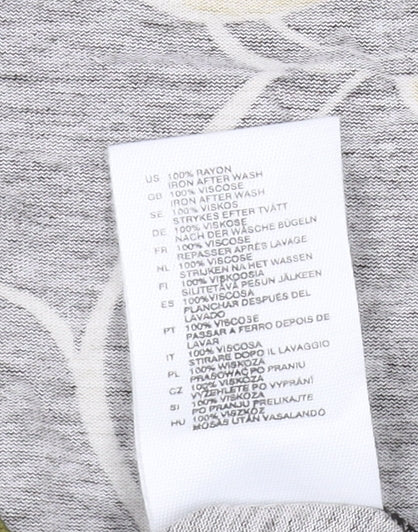 US 100% RAYON
IRON AFTER WASH
GB 100% VISCOSE
IRON AFTER WASH
SE 100% VISKOS
STRYKES EFTER TVÄTT
DE 100% VISKOSE
NACH DER WÄSCHE BÜGELN
FR 100% VISCOSE
REPASSER APRÈS LAVAGE
NL 100% VISCOSE
STRIJKEN NA HET WASSEN
FI 100% VISKOOSIA
SILITETÄVÄ PESUN JÄLKEEN
ES 100% VISCOSA
PLANCHAR DESPUÉS DEL
LAVADO
PT 100% VISCOSE
PASSAR A FERRO DEPOIS DE
LAVAR
IT 100% VISCOSA
STIRARE DOPO IL LAVAGGIO
PL 100% WISKOZA
PRASOWAĆ PO PRANIU
CZ 100% VISKÓZA
VYŽEHLETE PO VYPRÁNÍ
SI 100% VISKOZA
PO PRANJU PRELIKAJTE
HU 100% VISZKÓZ
MOSÁS UTÁN VASALANDÓ